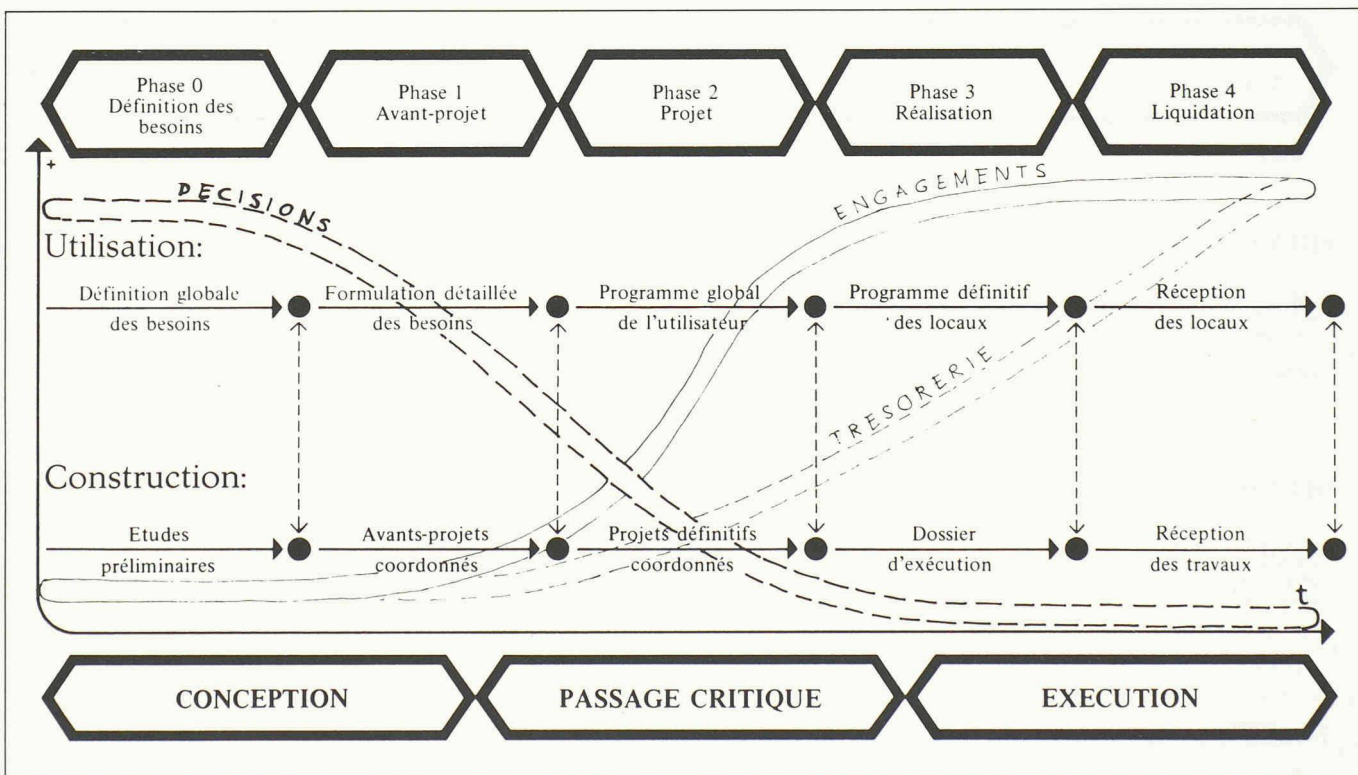 Phase 0
Définition des
besoins
Phase 1
Avant-projet
Phase 2
Projet
Phase 3
Réalisation
Phase 4
Liquidation
+
DECISIONS
ENGAGEMENTS
Utilisation:
Définition globale
des besoins
Formulation détaillée
des besoins
Programme global
de l'utilisateur
Programme définitif
des locaux
Réception
des locaux
TRESORERIE
Construction:
Etudes
préliminaires
Avants-projets
coordonnés
Projets définitifs
coordonnés
Dossier
d'exécution
Réception
des travaux
t
CONCEPTION
PASSAGE CRITIQUE
EXECUTION